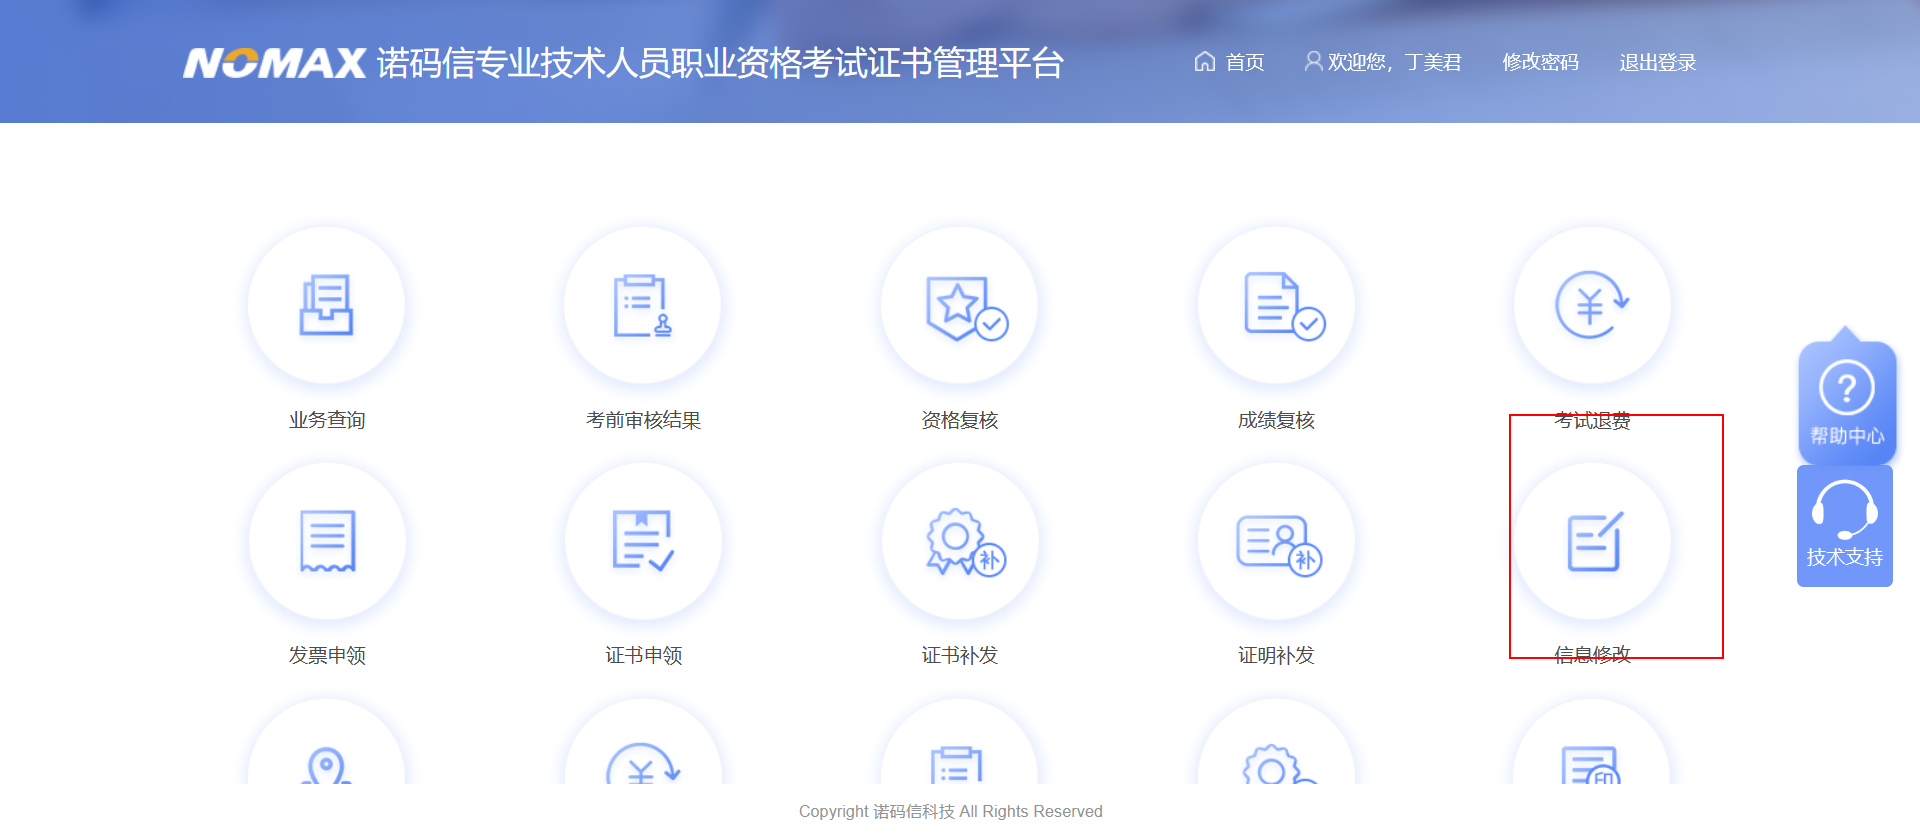 NOMAX 诺码信专业技术人员职业资格考试证书管理平台
首页 欢迎您，丁美君 修改密码 退出登录
业务查询 考前审核结果 资格复核 成绩复核 考试退费
帮助中心
补 补
技术支持
发票申领 证书申领 证书补发 证明补发 信息修改
印
Copyright 诺码信科技 All Rights Reserved